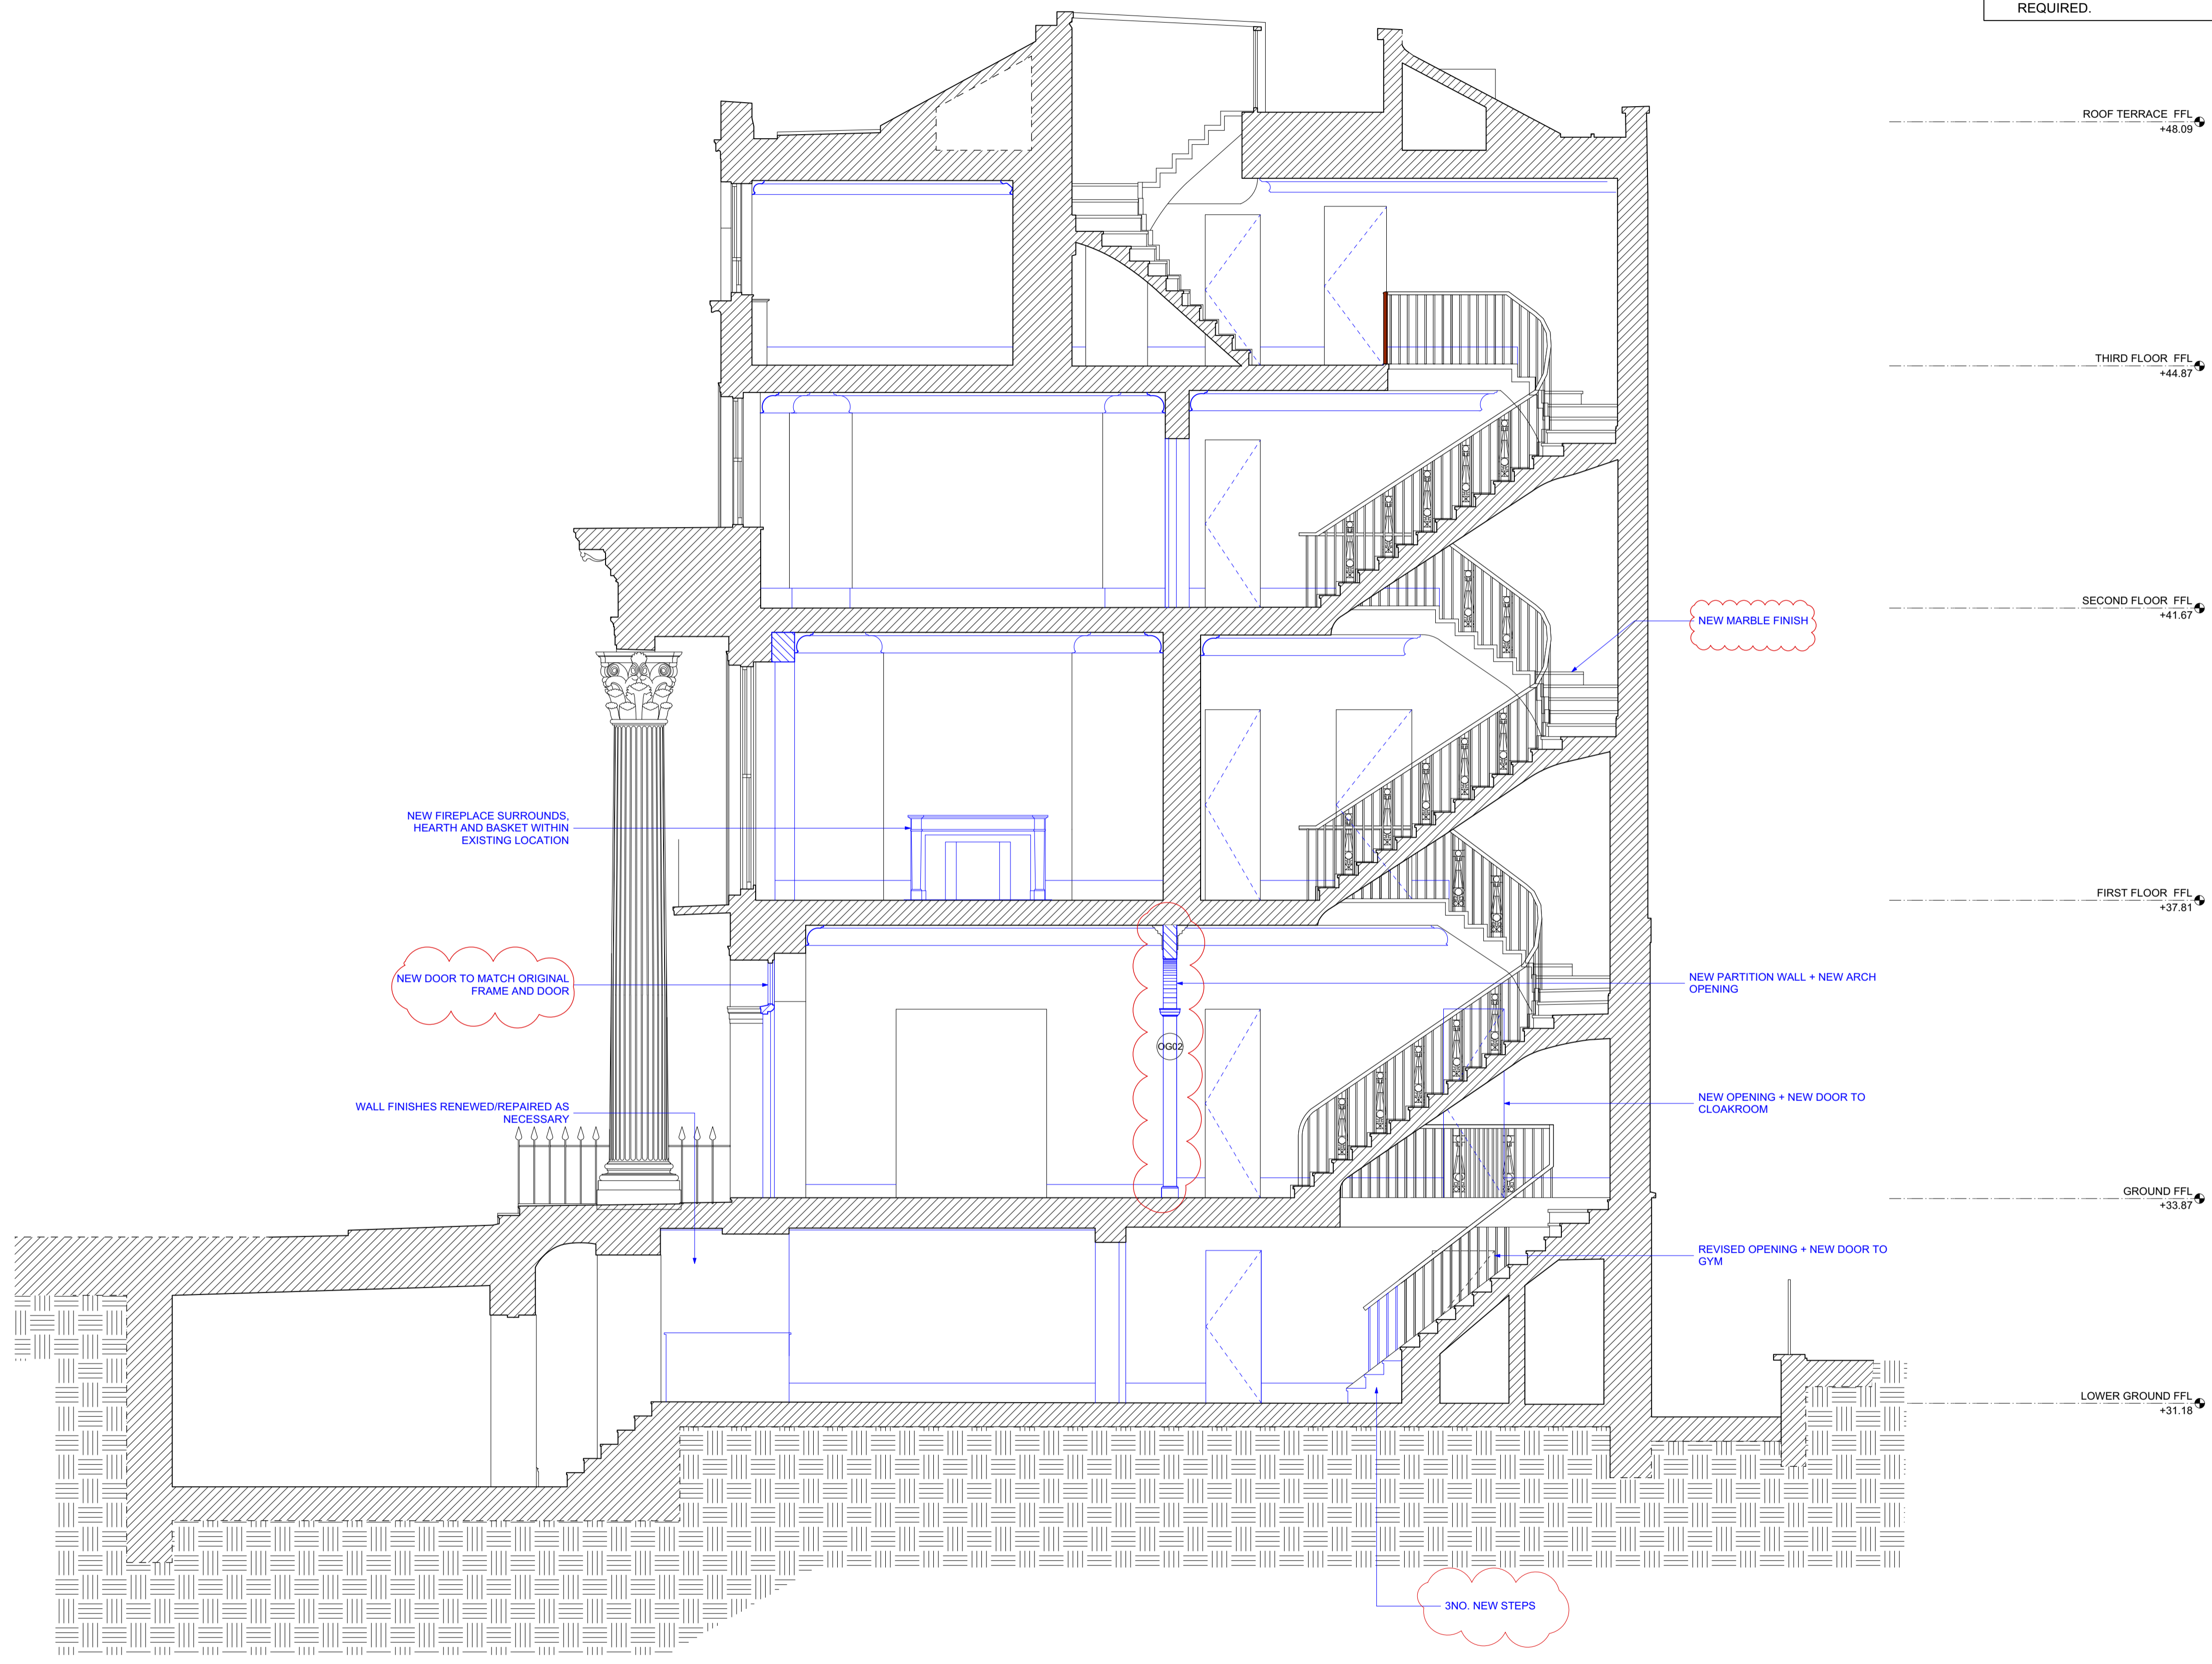 REQUIRED.
ROOF TERRACE  FFL
+48.09
THIRD FLOOR  FFL
+44.87
SECOND FLOOR  FFL
+41.67
NEW MARBLE FINISH
NEW FIREPLACE SURROUNDS,
HEARTH AND BASKET WITHIN
EXISTING LOCATION
FIRST FLOOR  FFL
+37.81
NEW DOOR TO MATCH ORIGINAL
FRAME AND DOOR
NEW PARTITION WALL + NEW ARCH
OPENING
OG02
WALL FINISHES RENEWED/REPAIRED AS
NECESSARY
NEW OPENING + NEW DOOR TO
CLOAKROOM
GROUND FFL
+33.87
REVISED OPENING + NEW DOOR TO
GYM
LOWER GROUND FFL
+31.18
3NO. NEW STEPS